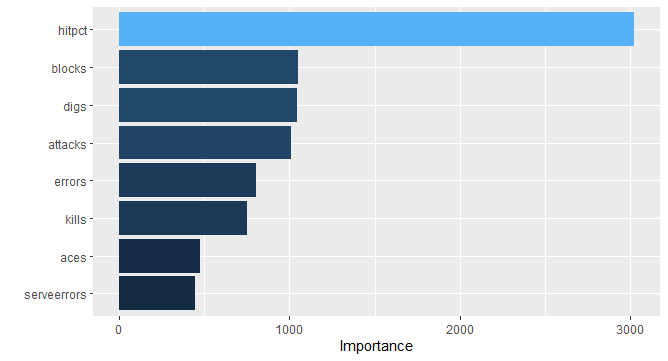 hitpct
blocks
digs
attacks
errors
kills
aces
serveerrors
0 1000 2000 3000
Importance